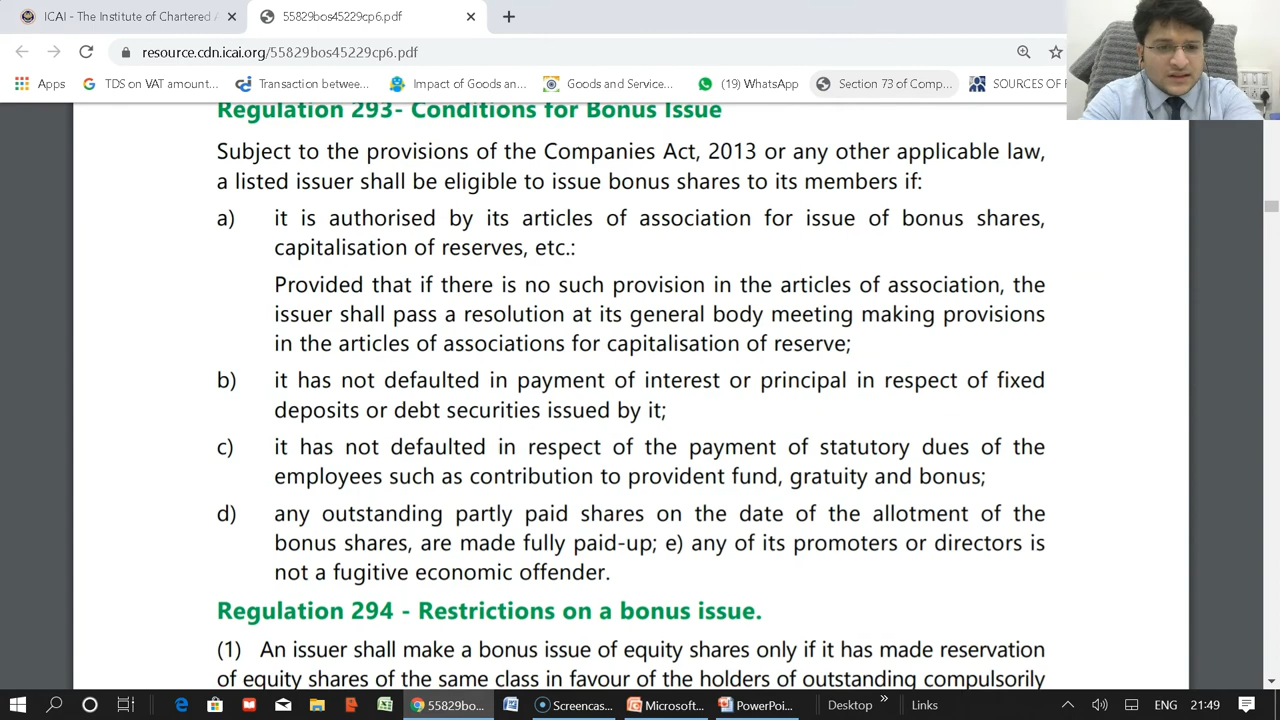 ICAI - The Institute of Chartered A
55829bos45229cp6.pdf
resource.cdn.icai.org/55829bos45229cp6.pdf
Apps
TDS on VAT amount...
Transaction betwee...
Impact of Goods an...
Goods and Service...
(19) WhatsApp
Section 73 of Comp...
SOURCES OF
Regulation 293- Conditions for Bonus Issue
Subject to the provisions of the Companies Act, 2013 or any other applicable law,
a listed issuer shall be eligible to issue bonus shares to its members if:
a) it is authorised by its articles of association for issue of bonus shares,
capitalisation of reserves, etc.:
Provided that if there is no such provision in the articles of association, the
issuer shall pass a resolution at its general body meeting making provisions
in the articles of associations for capitalisation of reserve;
b) it has not defaulted in payment of interest or principal in respect of fixed
deposits or debt securities issued by it;
c) it has not defaulted in respect of the payment of statutory dues of the
employees such as contribution to provident fund, gratuity and bonus;
d) any outstanding partly paid shares on the date of the allotment of the
bonus shares, are made fully paid-up; e) any of its promoters or directors is
not a fugitive economic offender.
Regulation 294 - Restrictions on a bonus issue.
(1) An issuer shall make a bonus issue of equity shares only if it has made reservation
of equity shares of the same class in favour of the holders of outstanding compulsorily
55829bo...
Screencas...
Microsoft...
PowerPoi...
Desktop
Links
ENG
21:49